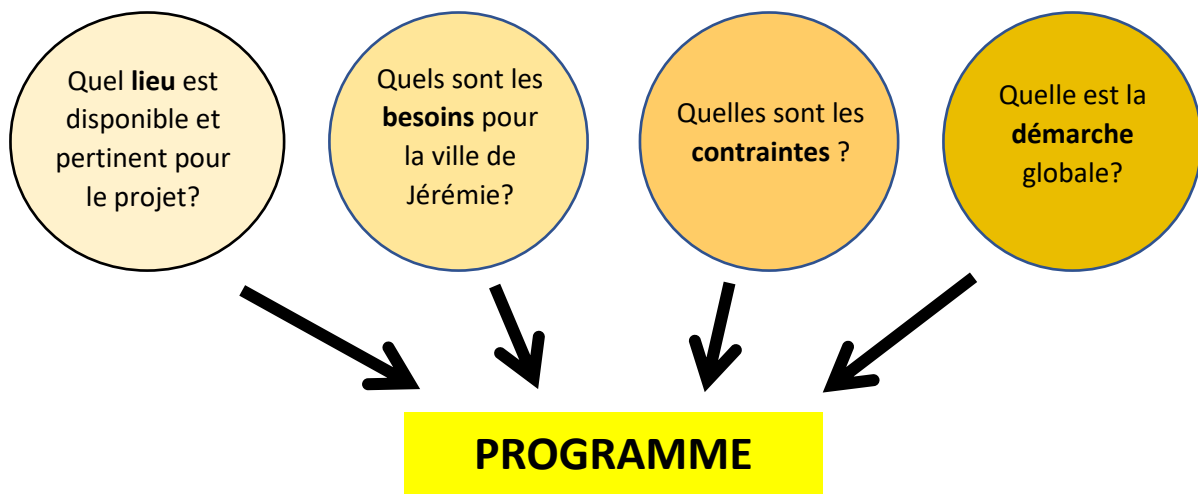 Quel lieu est
disponible et
pertinent pour
le projet?
Quels sont les
besoins pour
la ville de
Jérémie?
Quelles sont les
contraintes ?
Quelle est la
démarche
globale?
PROGRAMME